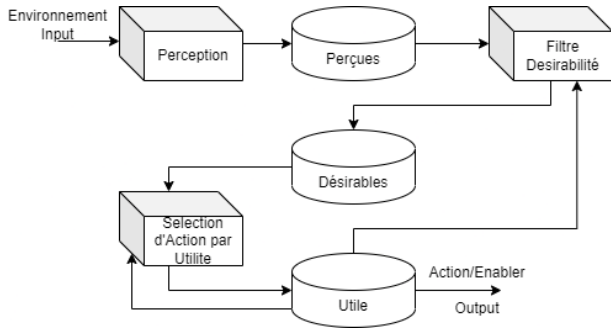 Environnement
Input
Perception
Perçues
Filtre
Desirabilité
Désirables
Selection
d'Action par
Utilite
Utile
Action/Enabler
Output